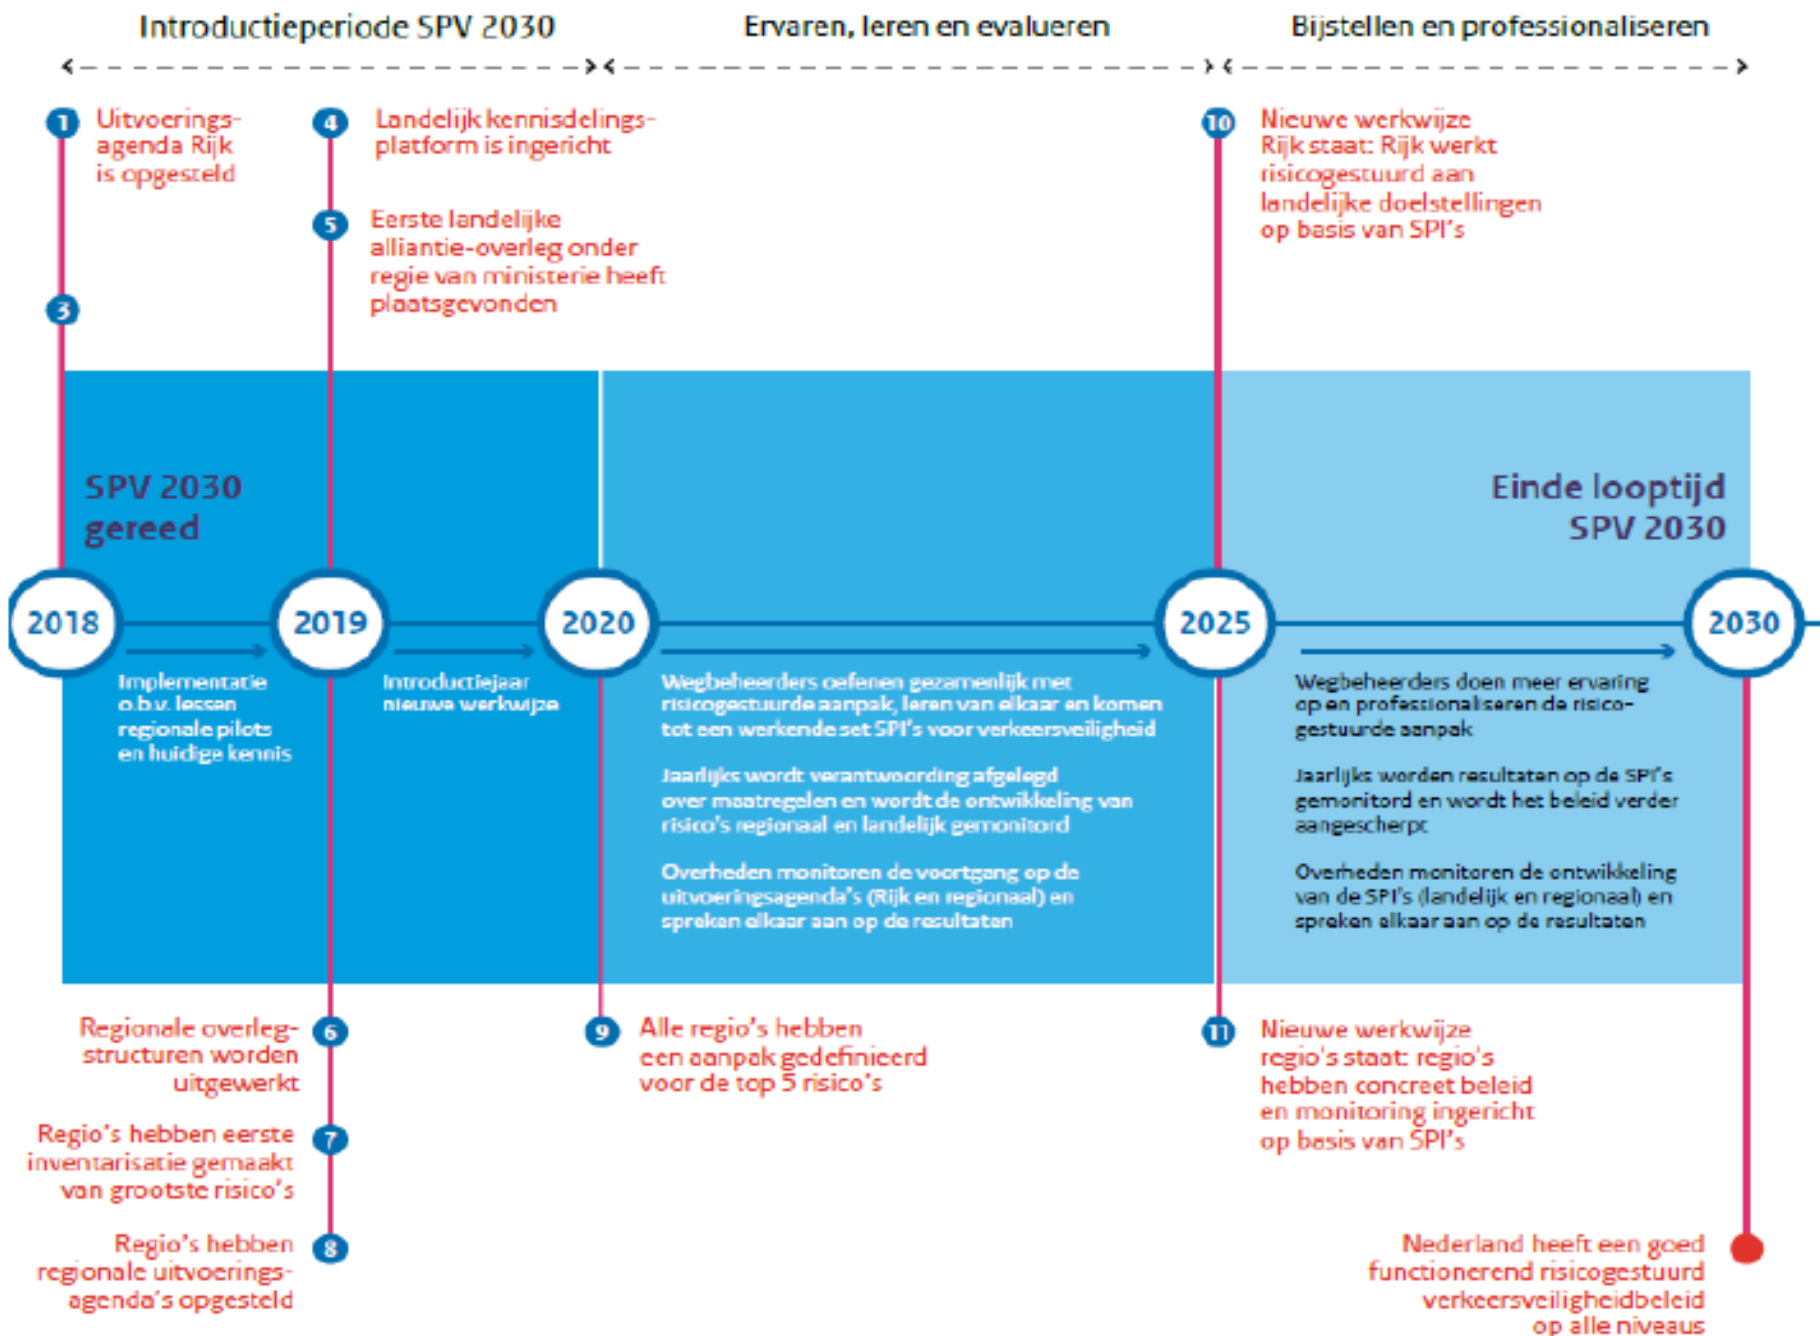 Introductieperiode SPV 2030
Ervaren, leren en evalueren
Bijstellen en professionaliseren
1
Uitvoerings-
agenda Rijk
is opgesteld
3
4
Landelijk kennisdelings-
platform is ingericht
5
Eerste landelijke
alliantie-overleg onder
regie van ministerie heeft
plaatsgevonden
10
Nieuwe werkwijze
Rijk staat: Rijk werkt
risicogestuurd aan
landelijke doelstellingen
op basis van SPI's
SPV 2030
gereed
Einde looptijd
SPV 2030
2018
2019
2020
2025
2030
Implementatie
o.b.v. lessen
regionale pilots
en huidige kennis
Introductiejaar
nieuwe werkwijze
Wegbeheerders oefenen gezamenlijk met
risicogestuurde aanpak, leren van elkaar en komen
tot een werkende set SPI's voor verkeersveiligheid
Jaarlijks wordt verantwoording afgelegd
over maatregelen en wordt de ontwikkeling van
risico's regionaal en landelijk gemonitord
Overheden monitoren de voortgang op de
uitvoeringsagenda's (Rijk en regionaal) en
spreken elkaar aan op de resultaten
Wegbeheerders doen meer ervaring
op en professionaliseren de risico-
gestuurde aanpak
Jaarlijks worden resultaten op de SPI's
gemonitord en wordt het beleid verder
aangescherpt
Overheden monitoren de ontwikkeling
van de SPI's (landelijk en regionaal) en
spreken elkaar aan op de resultaten
Regionale overleg-
structuren worden
uitgewerkt
6
Regio's hebben eerste
inventarisatie gemaakt
van grootste risico's
7
Regio's hebben
regionale uitvoerings-
agenda's opgesteld
8
9
Alle regio's hebben
een aanpak gedefinieerd
voor de top 5 risico's
11
Nieuwe werkwijze
regio's staat: regio's
hebben concreet beleid
en monitoring ingericht
op basis van SPI's
Nederland heeft een goed
functionerend risicogestuurd
verkeersveiligheidbeleid
op alle niveaus